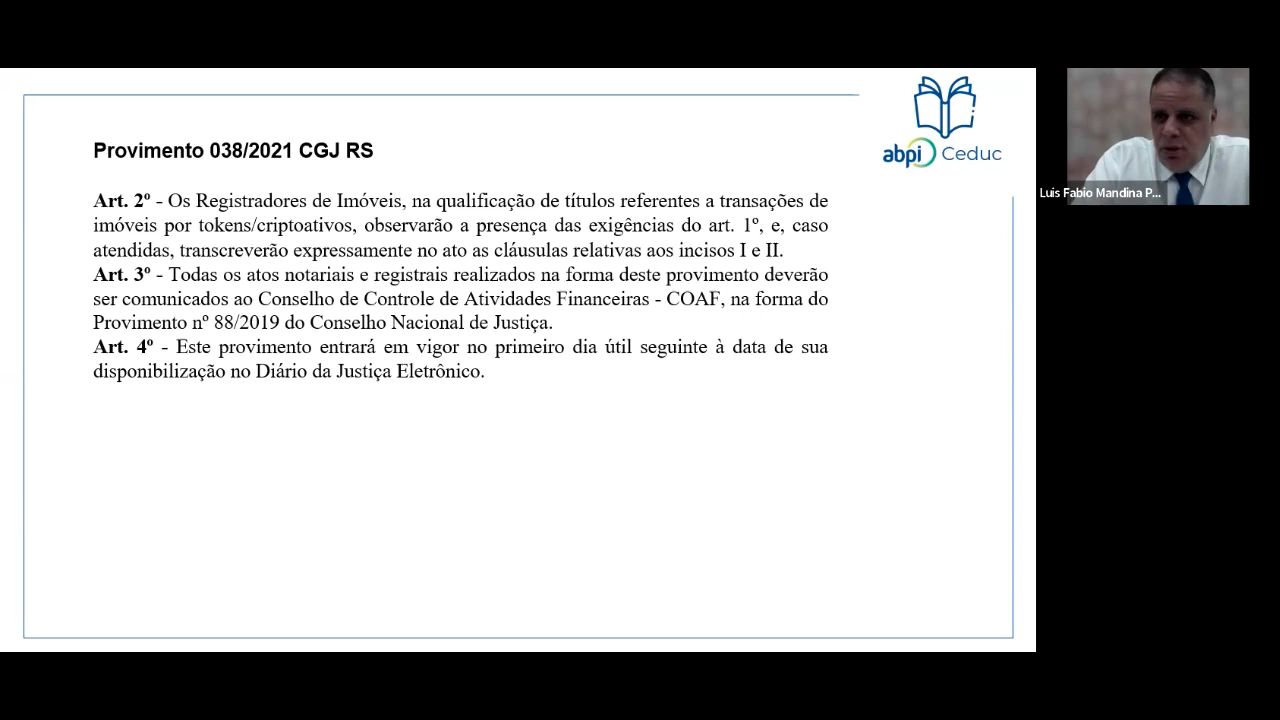 Provimento 038/2021 CGJ RS
abpi Ceduc
Art. 2º - Os Registradores de Imóveis, na qualificação de títulos referentes a transações de
imóveis por tokens/criptoativos, observarão a presença das exigências do art. 1º, e, caso
atendidas, transcreverão expressamente no ato as cláusulas relativas aos incisos I e II.
Art. 3º - Todas os atos notariais e registrais realizados na forma deste provimento deverão
ser comunicados ao Conselho de Controle de Atividades Financeiras - COAF, na forma do
Provimento nº 88/2019 do Conselho Nacional de Justiça.
Art. 4º - Este provimento entrará em vigor no primeiro dia útil seguinte à data de sua
disponibilização no Diário da Justiça Eletrônico.
Luis Fabio Mandina P...